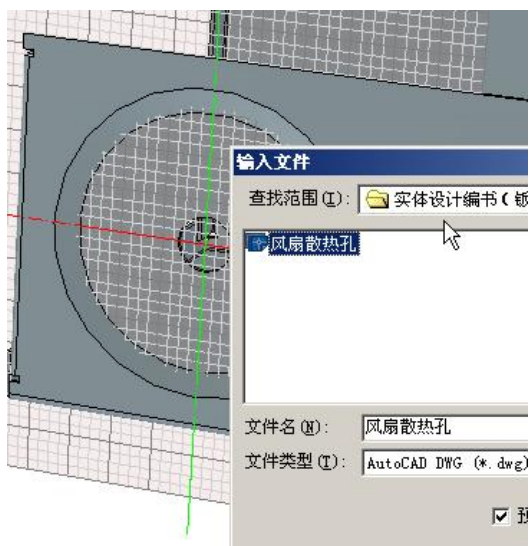 输入文件
查找范围(I): 实体设计编书(钣
风扇散热孔
文件名(N): 风扇散热孔
文件类型(T): AutoCAD DWG (*.dwg)